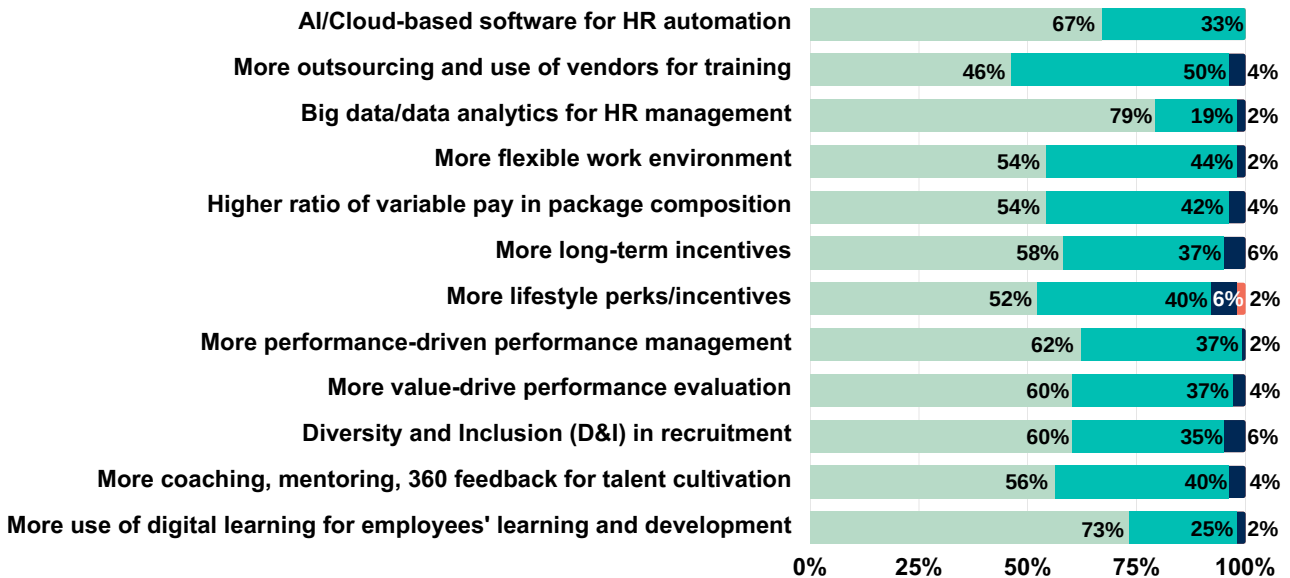 AI/Cloud-based software for HR automation 67% 33%
More outsourcing and use of vendors for training 46% 50% 4%
Big data/data analytics for HR management 79% 19% 2%
More flexible work environment 54% 44% 2%
Higher ratio of variable pay in package composition 54% 42% 4%
More long-term incentives 58% 37% 6%
More lifestyle perks/incentives 52% 40% 6% 2%
More performance-driven performance management 62% 37% 2%
More value-drive performance evaluation 60% 37% 4%
Diversity and Inclusion (D&I) in recruitment 60% 35% 6%
More coaching, mentoring, 360 feedback for talent cultivation 56% 40% 4%
More use of digital learning for employees' learning and development 73% 25% 2%
0% 25% 50% 75% 100%